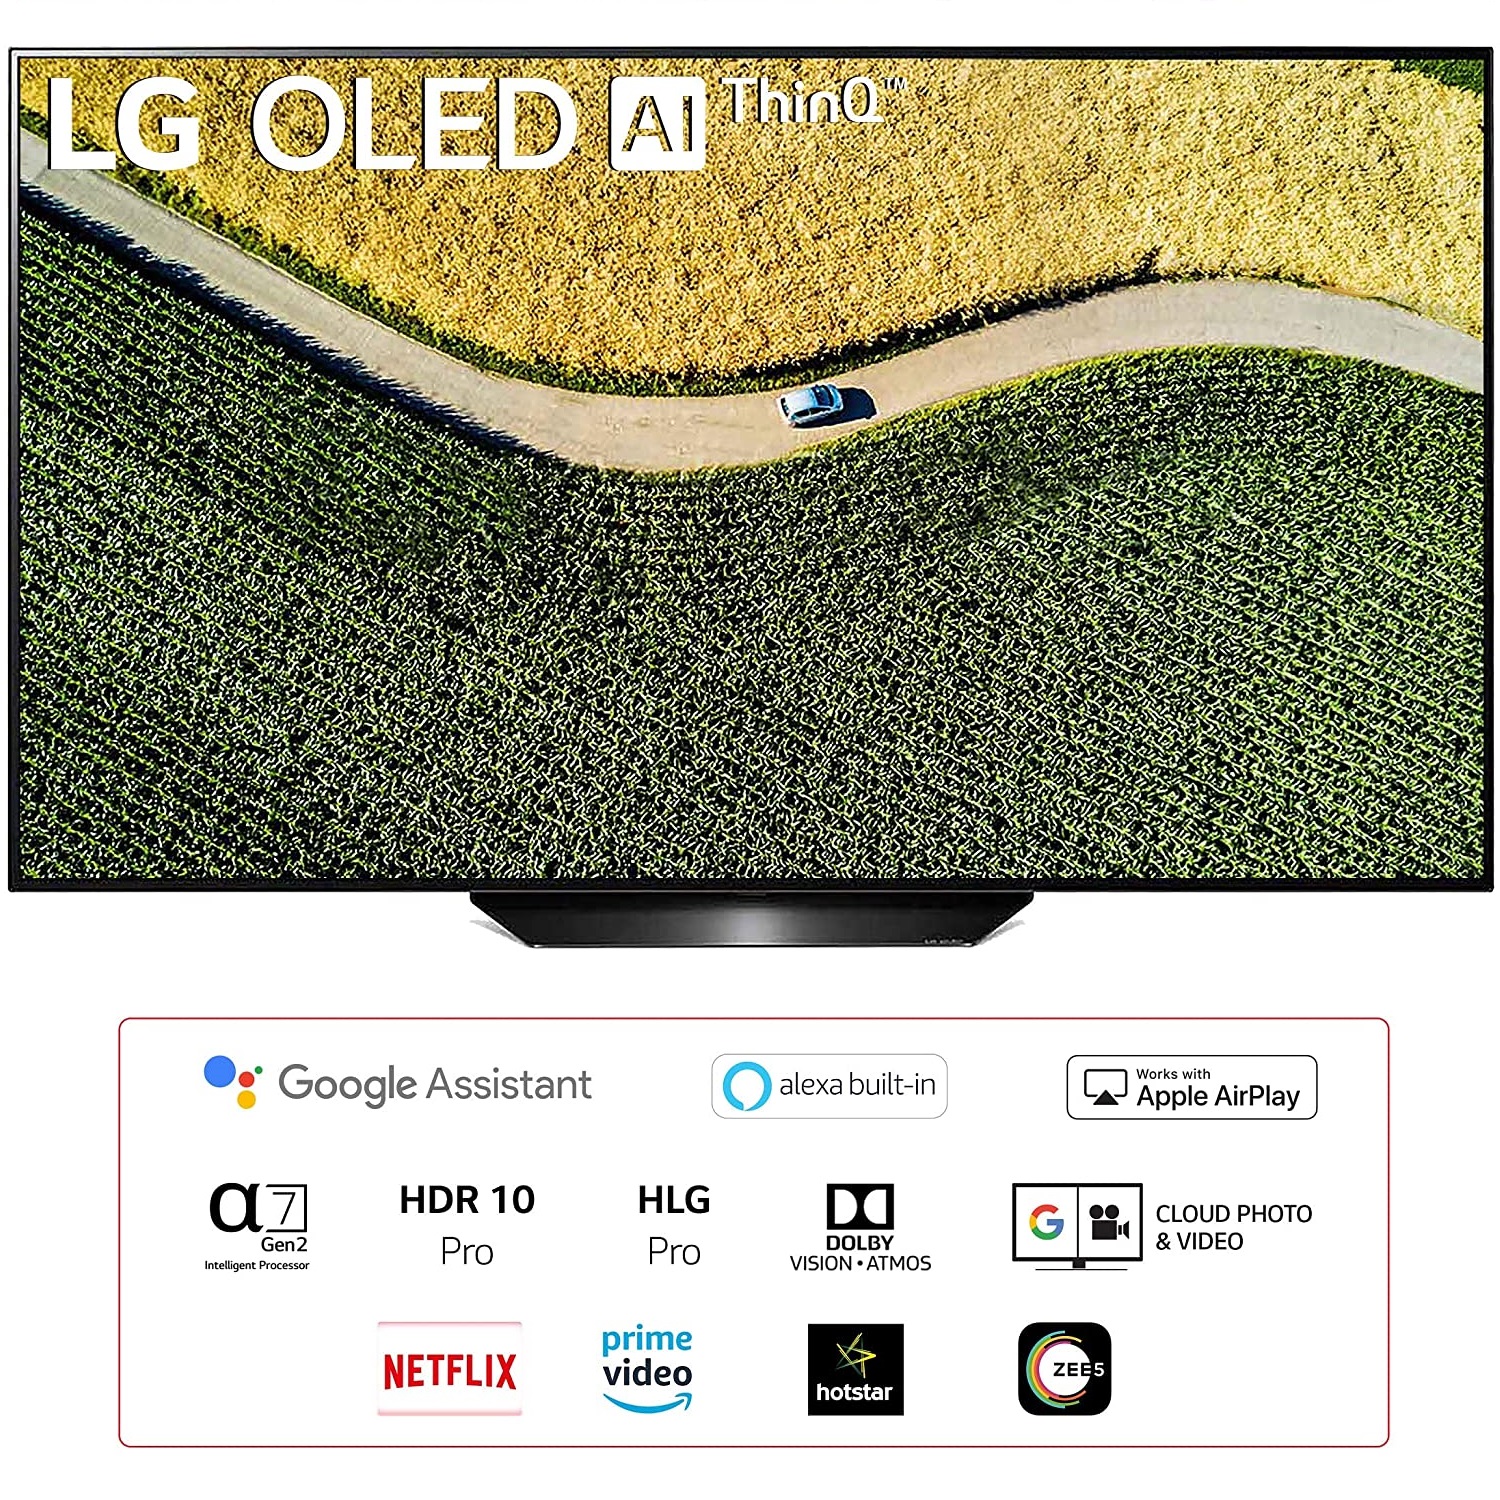 LG OLED AI ThinQ™
Google Assistant
alexa built-in
Works with
Apple AirPlay
α7
Gen2
Intelligent Processor
HDR 10
Pro
HLG
Pro
DOLBY
VISION • ATMOS
G
CLOUD PHOTO
& VIDEO
NETFLIX
prime
video
hotstar
ZEE5